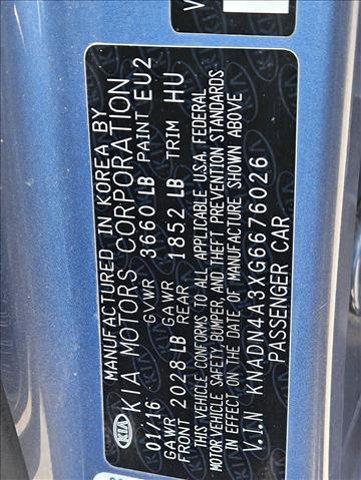 MANUFACTURED IN KOREA BY
KIA KIA MOTORS CORPORATION
01/16 GVWR 3660 LB PAINT EU2
GAWR FRONT 2028 LB GAWR REAR 1852 LB TRIM HU
THIS VEHICLE CONFORMS TO ALL APPLICABLE U.S.A. FEDERAL
MOTOR VEHICLE SAFETY, BUMPER, AND THEFT PREVENTION STANDARDS
IN EFFECT ON THE DATE OF MANUFACTURE SHOWN ABOVE
V.I.N KNADN4A3XG6676026
PASSENGER CAR